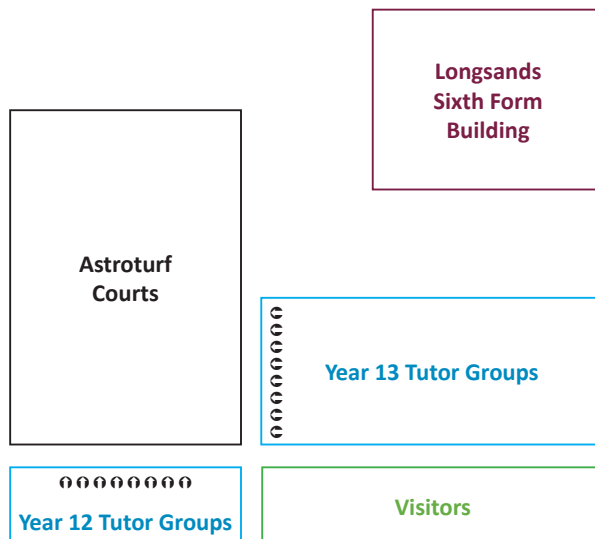 Longsands
Sixth Form
Building
Astroturf
Courts
Year 13 Tutor Groups
Year 12 Tutor Groups
Visitors